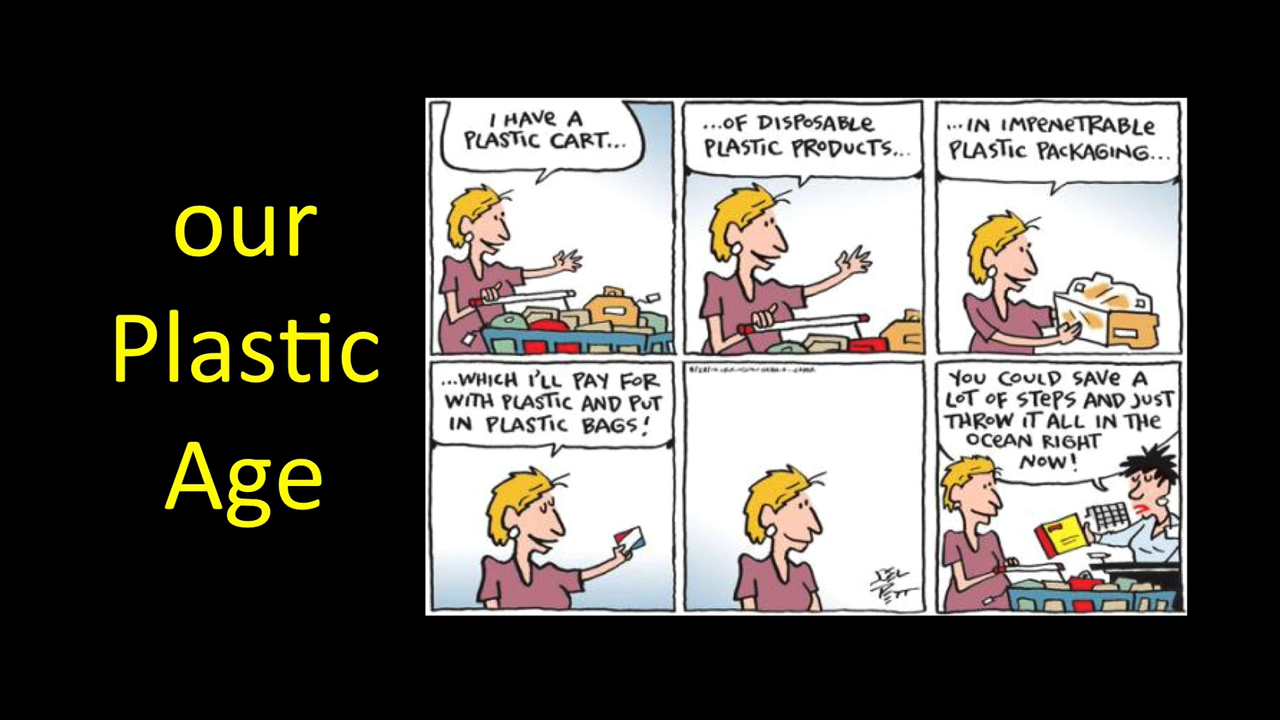 our
Plastic
Age
I HAVE A
PLASTIC CART...
...OF DISPOSABLE
PLASTIC PRODUCTS...
...IN IMPENETRABLE
PLASTIC PACKAGING...
...WHICH I'LL PAY FOR
WITH PLASTIC AND PUT
IN PLASTIC BAGS!
YOU COULD SAVE A
LOT OF STEPS AND JUST
THROW IT ALL IN THE
OCEAN RIGHT
NOW!